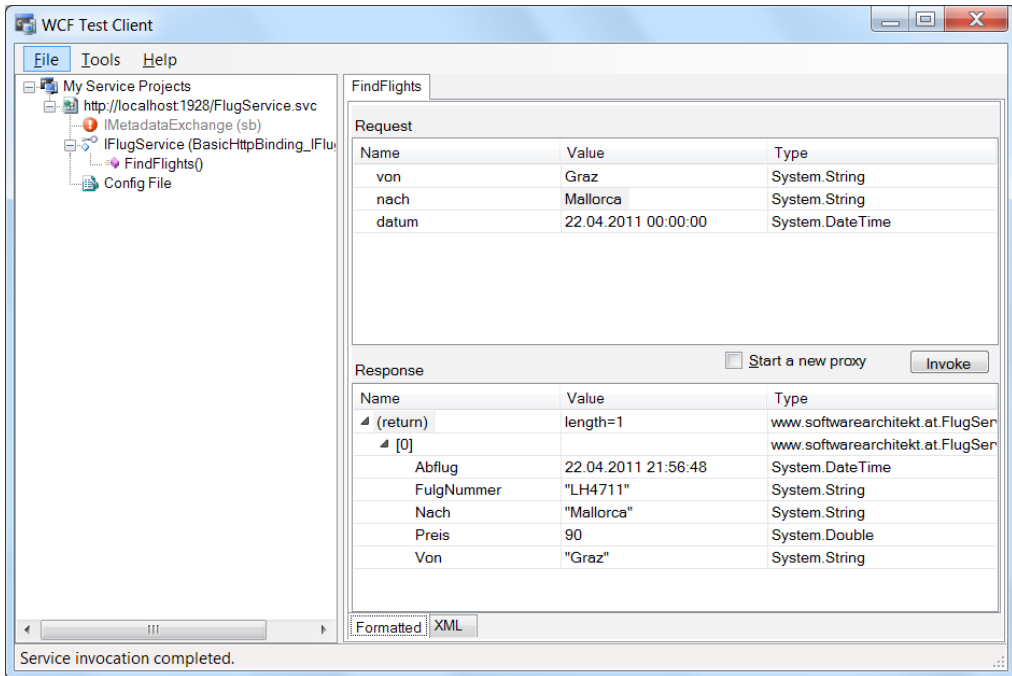 WCF Test Client
File Tools Help
My Service Projects
http://localhost:1928/FlugService.svc
IMetadataExchange (sb)
IFlugService (BasicHttpBinding_IFlu
FindFlights()
Config File
FindFlights
Request
Name Value Type
von Graz System.String
nach Mallorca System.String
datum 22.04.2011 00:00:00 System.DateTime
Start a new proxy Invoke
Response
Name Value Type
(return) length=1 www.softwarearchitekt.at.FlugSer
[0] www.softwarearchitekt.at.FlugSer
Abflug 22.04.2011 21:56:48 System.DateTime
FulgNummer "LH4711" System.String
Nach "Mallorca" System.String
Preis 90 System.Double
Von "Graz" System.String
Formatted XML
Service invocation completed.